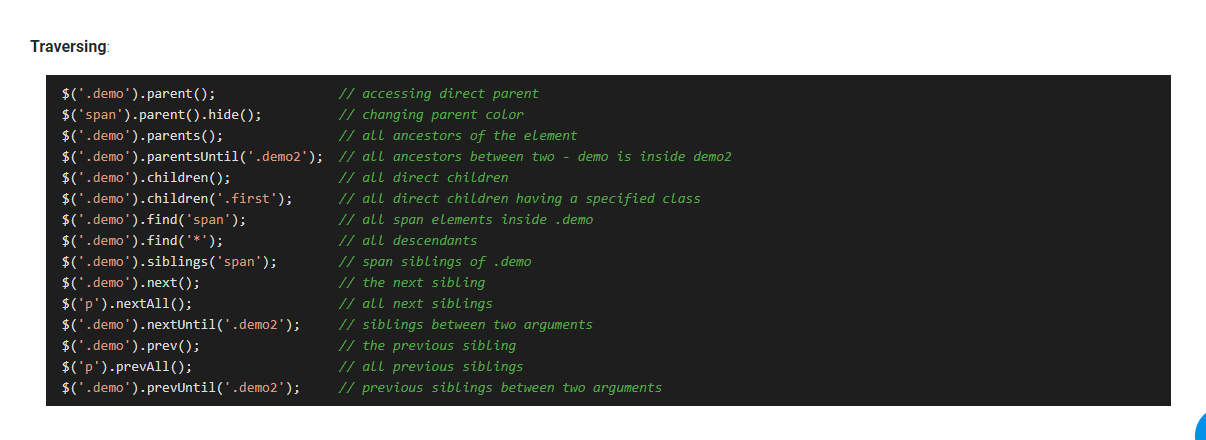 Traversing:
$('.demo').parent(); // accessing direct parent
$('span').parent().hide(); // changing parent color
$('.demo').parents(); // all ancestors of the element
$('.demo').parentsUntil('.demo2'); // all ancestors between two - demo is inside demo2
$('.demo').children(); // all direct children
$('.demo').children('.first'); // all direct children having a specified class
$('.demo').find('span'); // all span elements inside .demo
$('.demo').find('*'); // all descendants
$('.demo').siblings('span'); // span siblings of .demo
$('.demo').next(); // the next sibling
$('p').nextAll(); // all next siblings
$('.demo').nextUntil('.demo2'); // siblings between two arguments
$('.demo').prev(); // the previous sibling
$('p').prevAll(); // all previous siblings
$('.demo').prevUntil('.demo2'); // previous siblings between two arguments